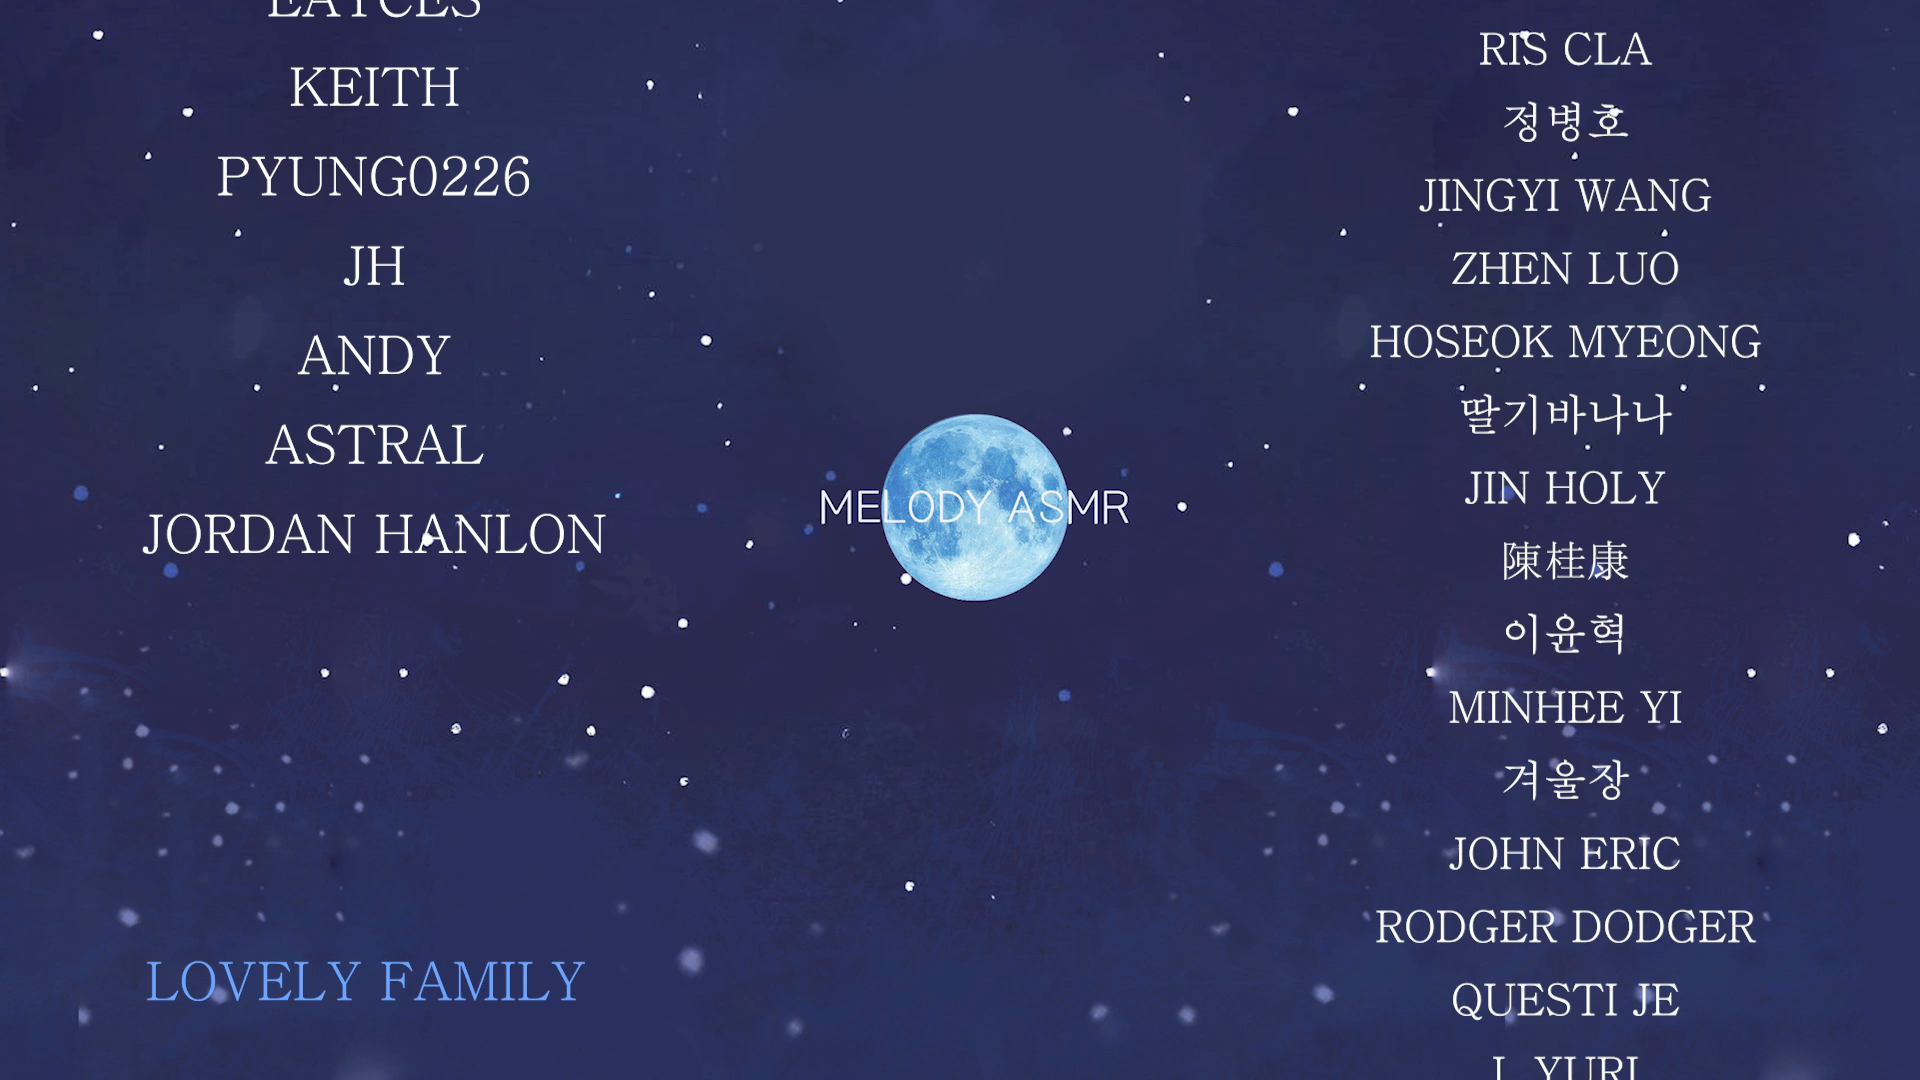 KEITH
PYUNG0226
JH
ANDY
ASTRAL
JORDAN HANLON
LOVELY FAMILY
MELODY ASMR
RIS CLA
정병호
JINGYI WANG
ZHEN LUO
HOSEOK MYEONG
딸기바나나
JIN HOLY
陳桂康
이윤혁
MINHEE YI
겨울장
JOHN ERIC
RODGER DODGER
QUESTI JE